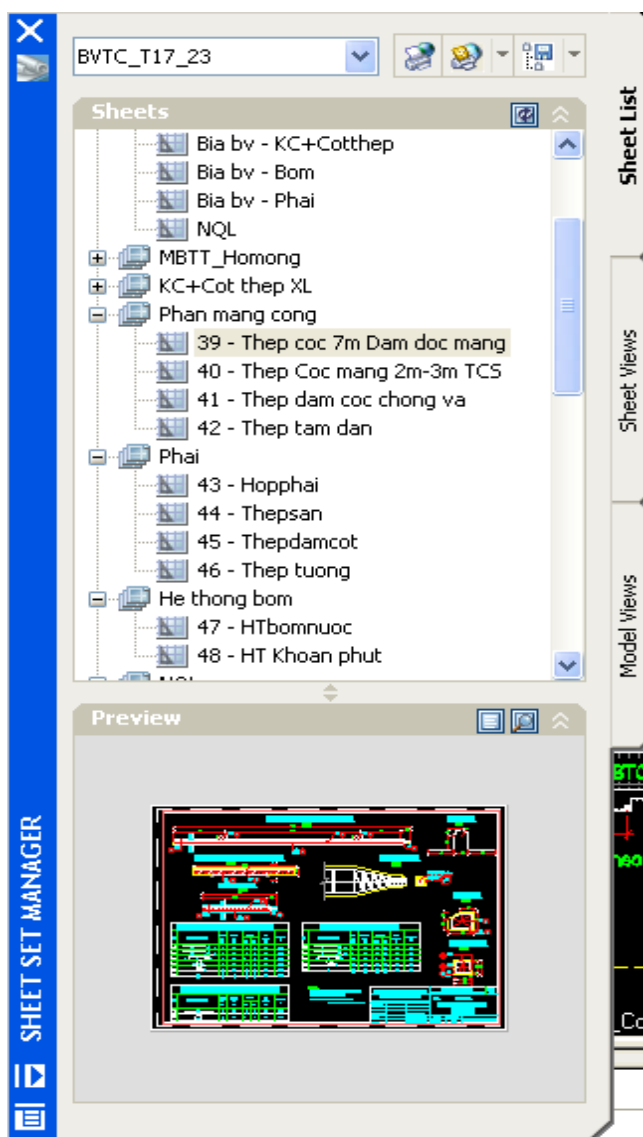 BVTC_T17_23
Sheets
Bia bv - KC+Cotthep
Bia bv - Bom
Bia bv - Phai
NQL
MBTT_Homong
KC+Cot thep XL
Phan mang cong
39 - Thep coc 7m Dam doc mang
40 - Thep Coc mang 2m-3m TCS
41 - Thep dam coc chong va
42 - Thep tam dan
Phai
43 - Hopphai
44 - Thepsan
45 - Thepdamcot
46 - Thep tuong
He thong bom
47 - HTbomnuoc
48 - HT Khoan phut
Preview
SHEET SET MANAGER
Sheet List
Sheet Views
Model Views